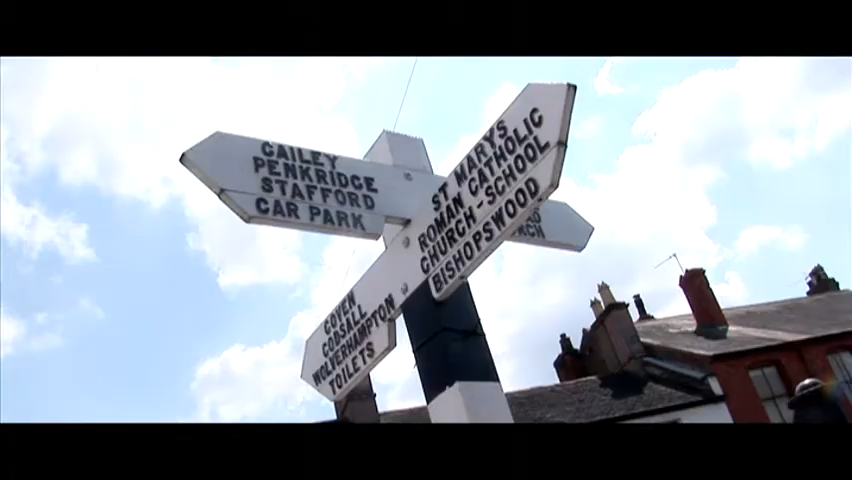 GAILEY
PENKRIDGE
STAFFORD
CAR PARK
ST MARYS
ROMAN CATHOLIC
CHURCH-SCHOOL
BISHOPSWOOD
COVEN
CODSALL
WOLVERHAMPTON
TOILETS